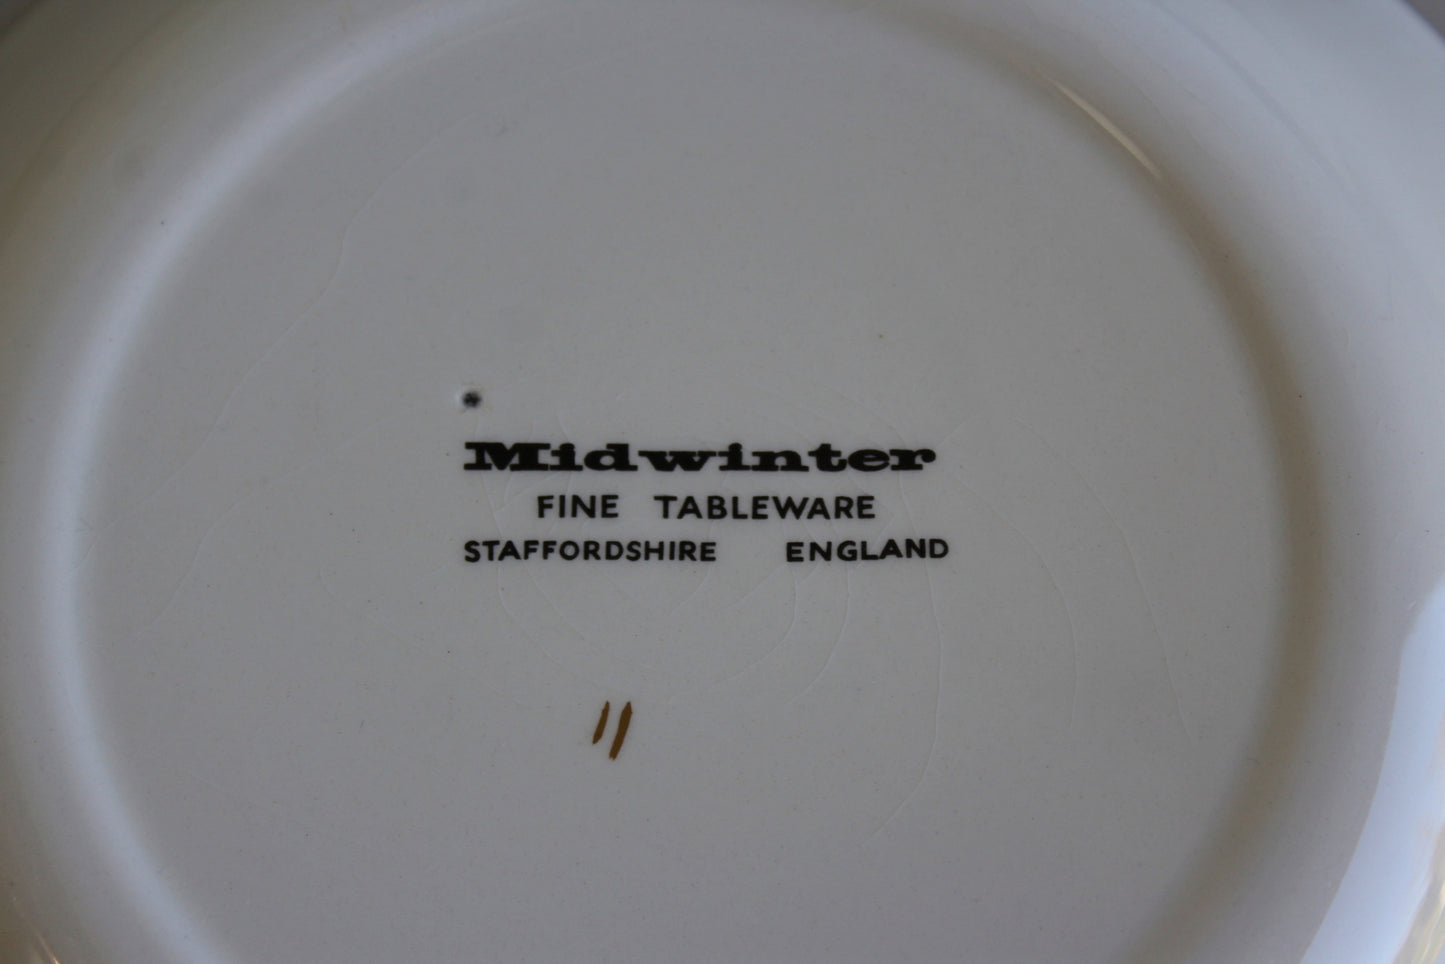 Midwinter
FINE TABLEWARE
STAFFORDSHIRE ENGLAND